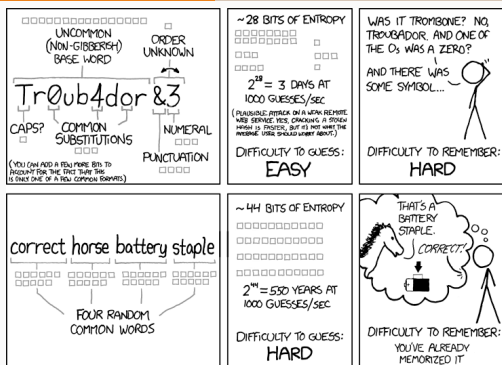 UNCOMMON
(NON-GIBBERISH)
BASE WORD
ORDER
UNKNOWN
Tr0ub4dor &3
CAPS?
COMMON
SUBSTITUTIONS
NUMERAL
PUNCTUATION
(YOU CAN ADD A FEW MORE BITS TO
ACCOUNT FOR THE FACT THAT THIS
IS ONLY ONE OF A FEW COMMON FORMATS.)
~28 BITS OF ENTROPY
2²⁸ = 3 DAYS AT
1000 GUESSES/SEC
(PLAUSIBLE ATTACK ON A WEAK REMOTE
WEB SERVICE. YES, CRACKING A STOLEN
HASH IS FASTER, BUT IT'S NOT WHAT THE
AVERAGE USER SHOULD WORRY ABOUT.)
DIFFICULTY TO GUESS:
EASY
WAS IT TROMBONE? NO,
TROUBADOR. AND ONE OF
THE Os WAS A ZERO?
AND THERE WAS
SOME SYMBOL...
DIFFICULTY TO REMEMBER:
HARD
correct horse battery staple
FOUR RANDOM
COMMON WORDS
~44 BITS OF ENTROPY
2⁴⁴ = 550 YEARS AT
1000 GUESSES/SEC
DIFFICULTY TO GUESS:
HARD
THAT'S A
BATTERY
STAPLE.
CORRECT!
DIFFICULTY TO REMEMBER:
YOU'VE ALREADY
MEMORIZED IT